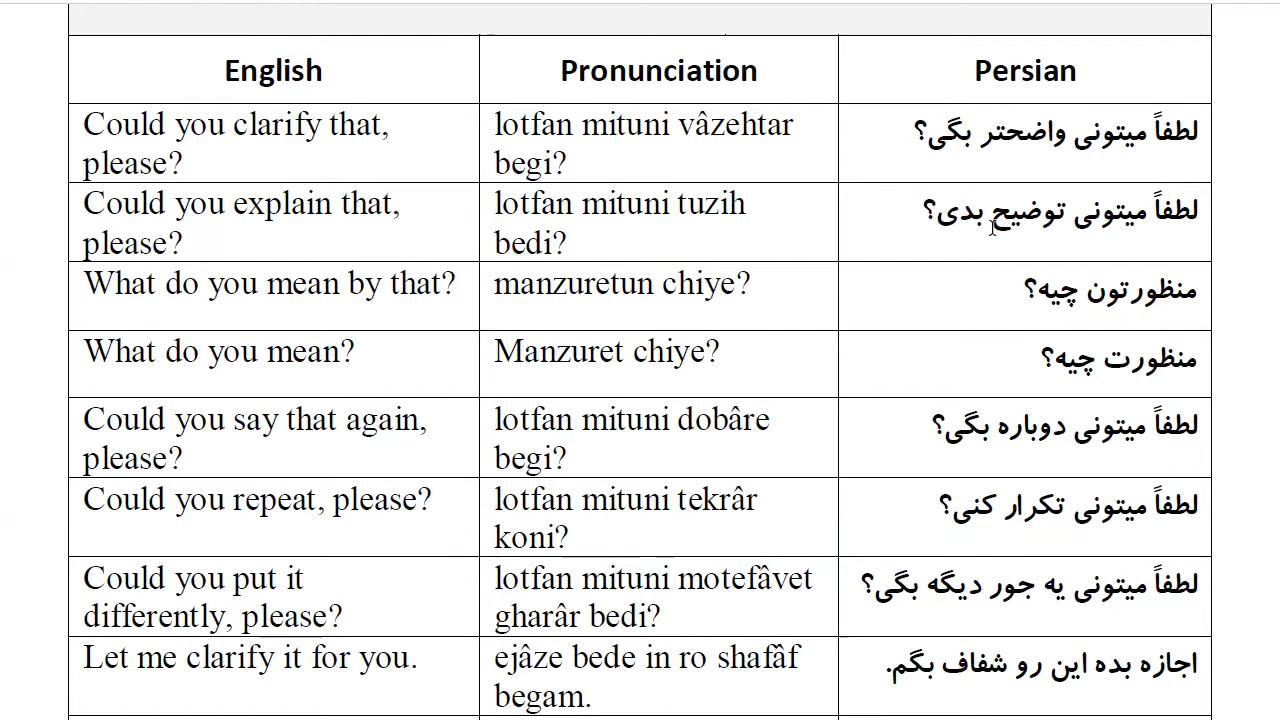 English Pronunciation Persian
Could you clarify that, please?
lotfan mituni vâzehtar begi?
لطفاً میتونی واضحتر بگی؟
Could you explain that, please?
lotfan mituni tuzih bedi?
لطفاً میتونی توضیح بدی؟
What do you mean by that?
manzuretun chiye?
منظورتون چیه؟
What do you mean?
Manzuret chiye?
منظورت چیه؟
Could you say that again, please?
lotfan mituni dobâre begi?
لطفاً میتونی دوباره بگی؟
Could you repeat, please?
lotfan mituni tekrâr koni?
لطفاً میتونی تکرار کنی؟
Could you put it differently, please?
lotfan mituni motefâvet gharâr bedi?
لطفاً میتونی یه جور دیگه بگی؟
Let me clarify it for you.
ejâze bede in ro shafâf begam.
اجازه بده این رو شفاف بگم.